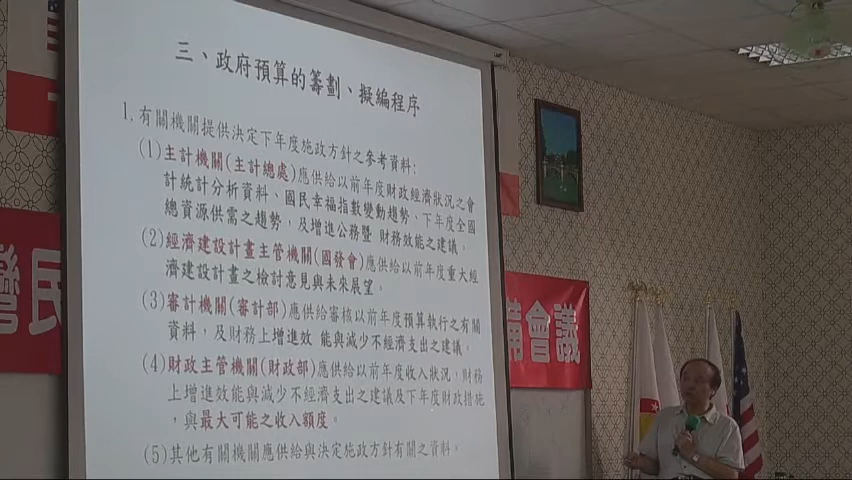 三、政府預算的籌劃、擬編程序
1.有關機關提供決定下年度施政方針之參考資料:
(1)主計機關(主計總處)應供給以前年度財政經濟狀況之會
計統計分析資料、國民幸福指數變動趨勢、下年度全國
總資源供需之趨勢，及增進公務暨 財務效能之建議。
(2)經濟建設計畫主管機關(國發會)應供給以前年度重大經
濟建設計畫之檢討意見與未來展望。
(3)審計機關(審計部)應供給審核以前年度預算執行之有關
資料，及財務上增進效 能與減少不經濟支出之建議。
(4)財政主管機關(財政部)應供給以前年度收入狀況，財務
上增進效能與減少不經濟支出之建議及下年度財政措施
，與最大可能之收入額度。
(5)其他有關機關應供給與決定施政方針有關之資料。
灣民
備會議